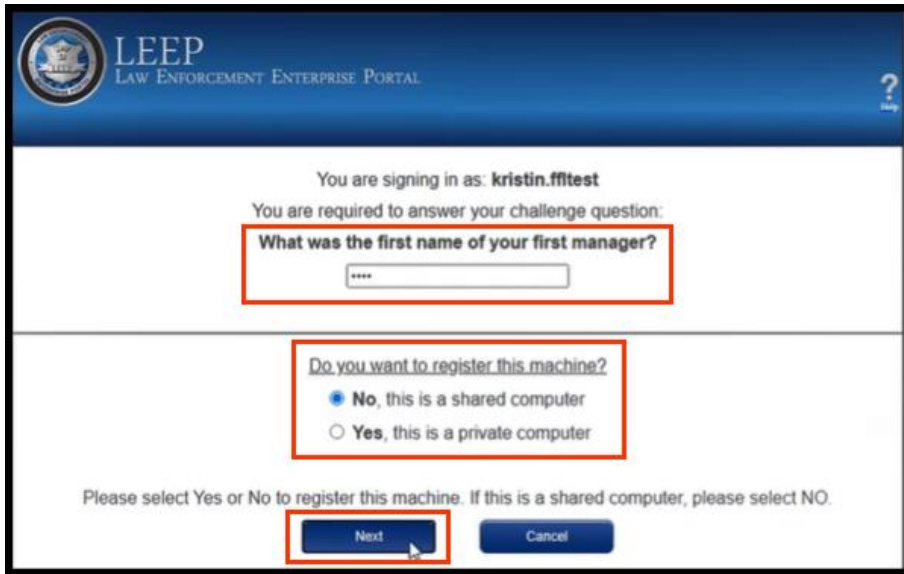 LEEP
LAW ENFORCEMENT ENTERPRISE PORTAL
?
Help
You are signing in as: kristin.ffltest
You are required to answer your challenge question:
What was the first name of your first manager?
••••
Do you want to register this machine?
No, this is a shared computer
Yes, this is a private computer
Please select Yes or No to register this machine. If this is a shared computer, please select NO.
Next
Cancel